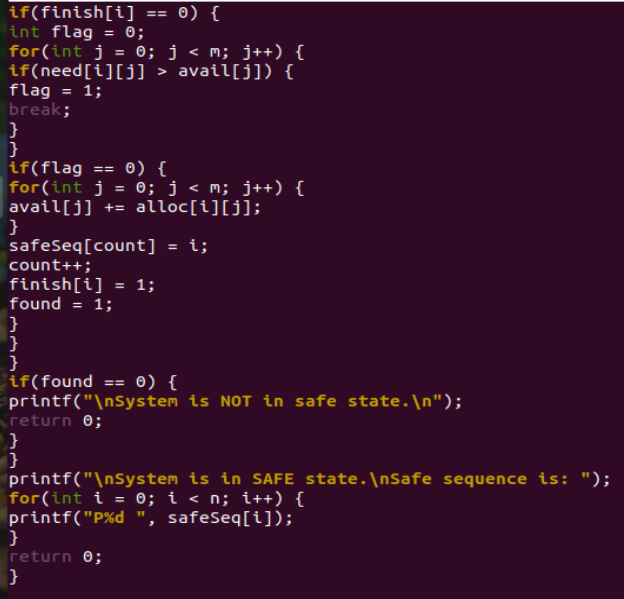 if(finish[i] == 0) {
int flag = 0;
for(int j = 0; j < m; j++) {
if(need[i][j] > avail[j]) {
flag = 1;
break;
}
}
if(flag == 0) {
for(int j = 0; j < m; j++) {
avail[j] += alloc[i][j];
}
safeSeq[count] = i;
count++;
finish[i] = 1;
found = 1;
}
}
}
if(found == 0) {
printf("\nSystem is NOT in safe state.\n");
return 0;
}
}
printf("\nSystem is in SAFE state.\nSafe sequence is: ");
for(int i = 0; i < n; i++) {
printf("P%d ", safeSeq[i]);
}
return 0;
}